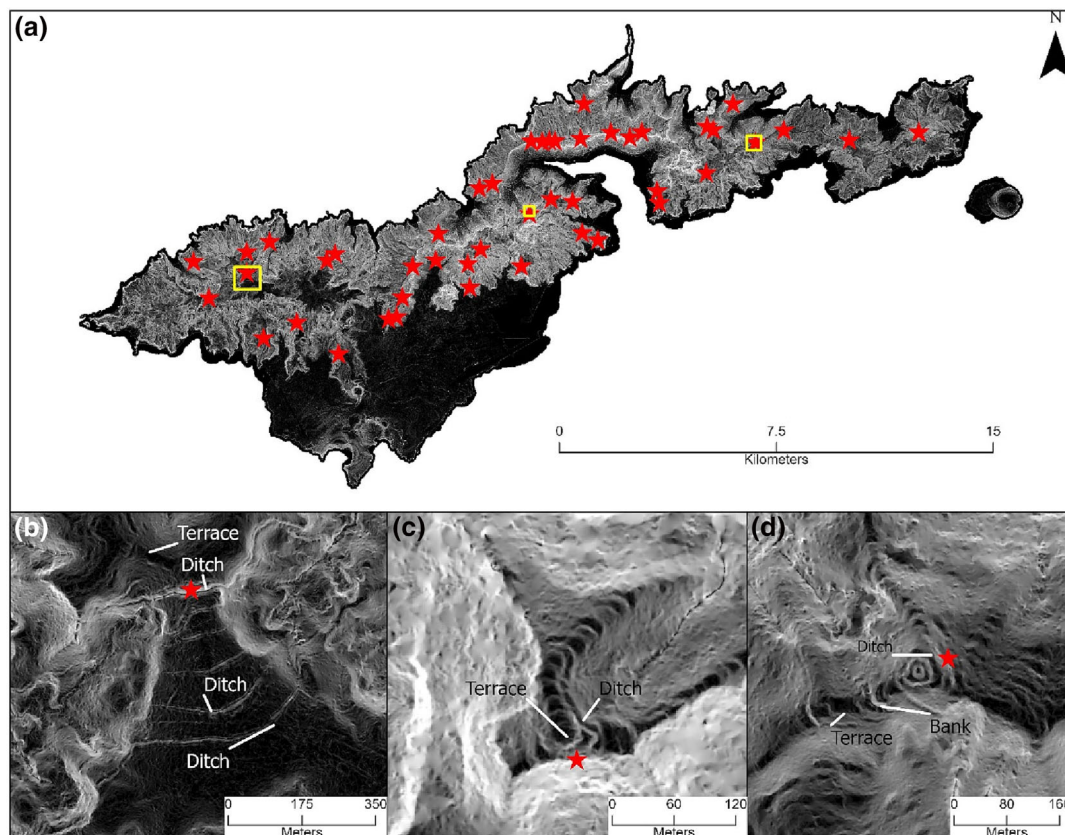 (a)
N
0 7.5 15
Kilometers
(b)
Terrace
Ditch
Ditch
Ditch
0 175 350
Meters
(c)
Terrace
Ditch
0 60 120
Meters
(d)
Ditch
Terrace
Bank
0 80 160
Meters